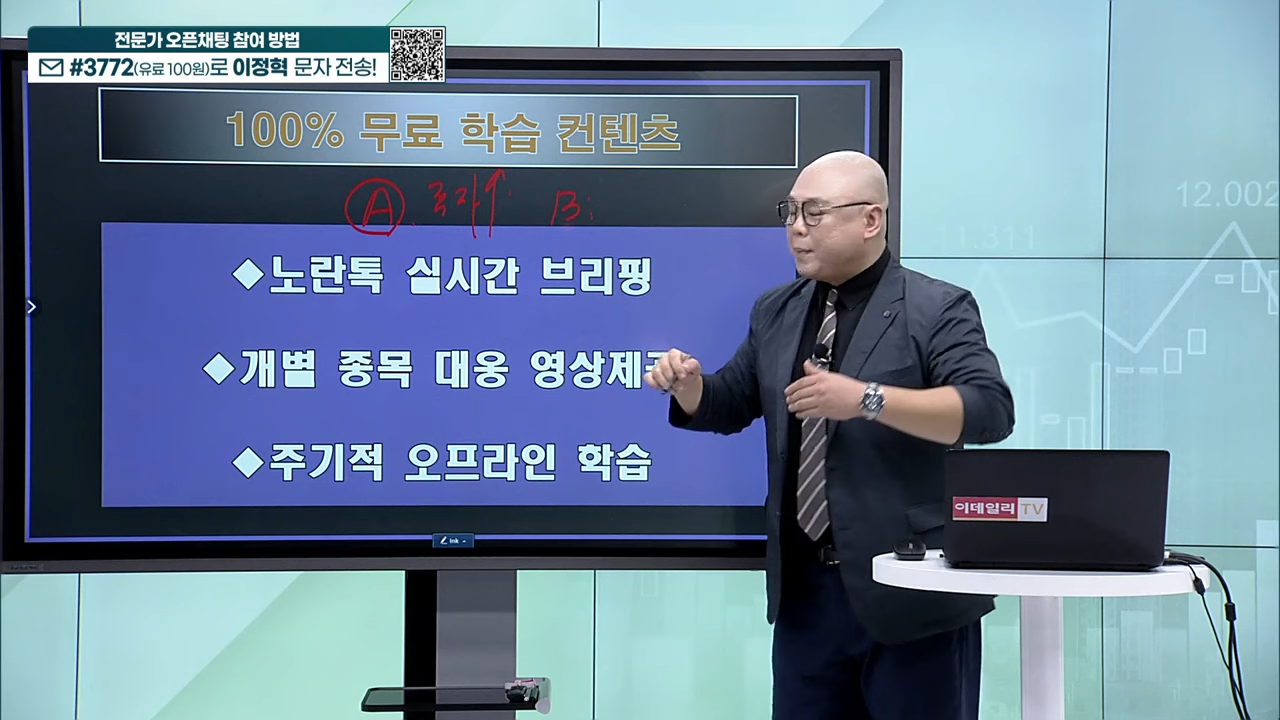 전문가 오픈채팅 참여 방법
#3772(유료 100원)로 이정혁 문자 전송!
100% 무료 학습 컨텐츠
A. B:
◆노란톡 실시간 브리핑
◆개별 종목 대응 영상제
◆주기적 오프라인 학습
Ink
이데일리TV
12.002
11.311